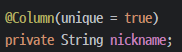 @Column(unique = true)
private String nickname;